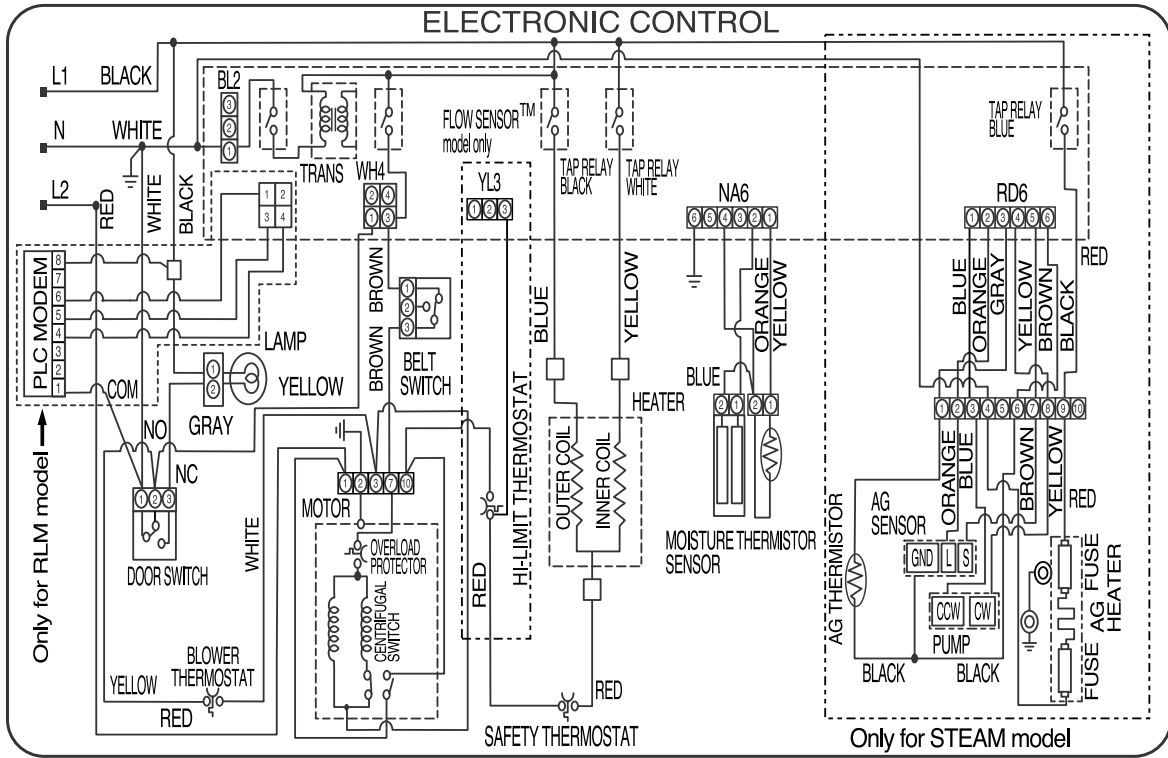 ELECTRONIC CONTROL
L1
BLACK
N
WHITE
L2
RED
WHITE
BLACK
BL2
3
2
1
TRANS
WH4
2 4
1 3
1 2
3 4
FLOW SENSOR™
model only
YL3
1 2 3
TAP RELAY
BLACK
TAP RELAY
WHITE
NA6
6 5 4 3 2 1
TAP RELAY
BLUE
RD6
1 2 3 4 5 6
RED
PLC MODEM
8
7
6
5
4
3
2
1
COM
Only for RLM model
LAMP
1
2
YELLOW
GRAY
NO
NC
1 2 3
DOOR SWITCH
BROWN
BROWN
1
2
3
BELT
SWITCH
BLUE
YELLOW
ORANGE
YELLOW
BLUE
2 1 2 1
HEATER
OUTER COIL
INNER COIL
MOISTURE THERMISTOR
SENSOR
HI-LIMIT THERMOSTAT
RED
MOTOR
1 2 3 7 10
OVERLOAD
PROTECTOR
CENTRIFUGAL
SWITCH
WHITE
BLOWER
THERMOSTAT
YELLOW
RED
RED
SAFETY THERMOSTAT
BLUE
ORANGE
GRAY
YELLOW
BROWN
BLACK
1 2 3 4 5 6 7 8 9 10
ORANGE
BLUE
BROWN
YELLOW
RED
AG
SENSOR
GND L S
CCW CW
PUMP
AG THERMISTOR
BLACK
BLACK
FUSE
FUSE
AG
HEATER
Only for STEAM model